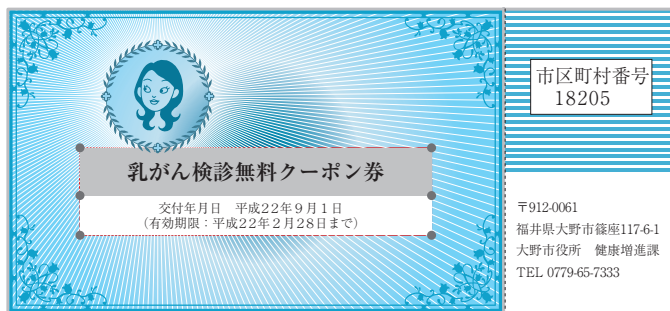 乳がん検診無料クーポン券
交付年月日　平成22年9月1日
（有効期限：平成22年2月28日まで）
市区町村番号
18205
〒912-0061
福井県大野市篠座117-6-1
大野市役所　健康増進課
TEL 0779-65-7333